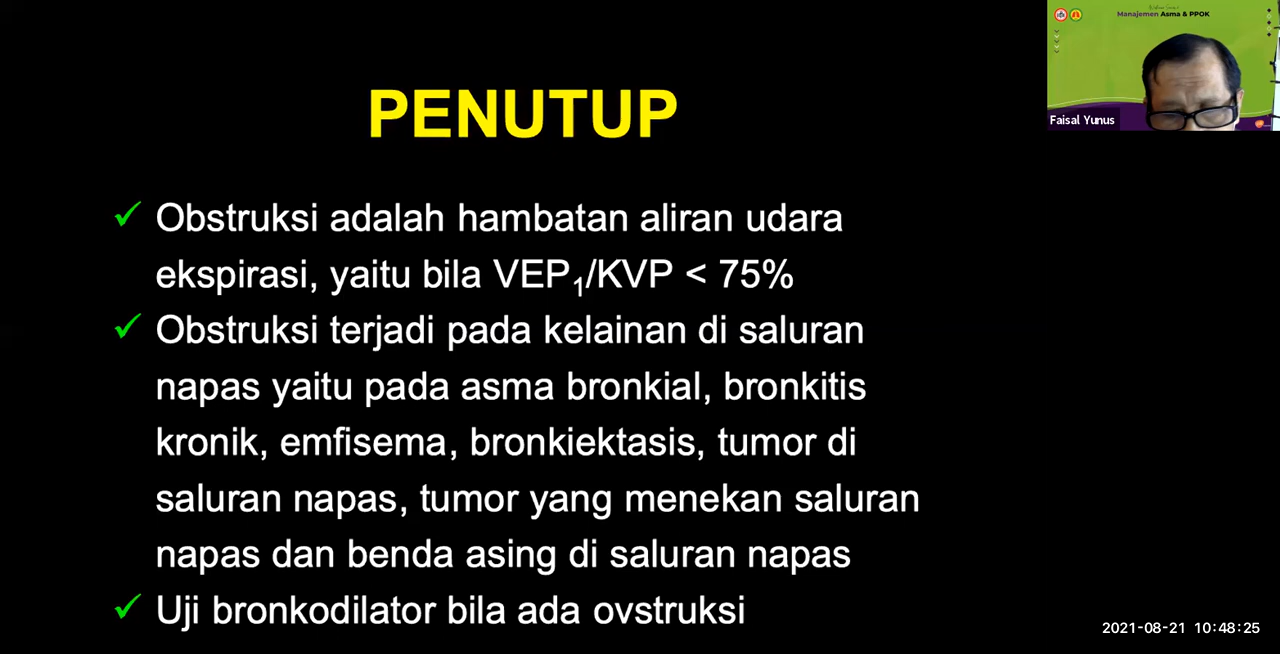 Manajemen Asma & PPOK
Faisal Yunus
PENUTUP
✓ Obstruksi adalah hambatan aliran udara
ekspirasi, yaitu bila VEP₁/KVP < 75%
✓ Obstruksi terjadi pada kelainan di saluran
napas yaitu pada asma bronkial, bronkitis
kronik, emfisema, bronkiektasis, tumor di
saluran napas, tumor yang menekan saluran
napas dan benda asing di saluran napas
✓ Uji bronkodilator bila ada ovstruksi
2021-08-21 10:48:25